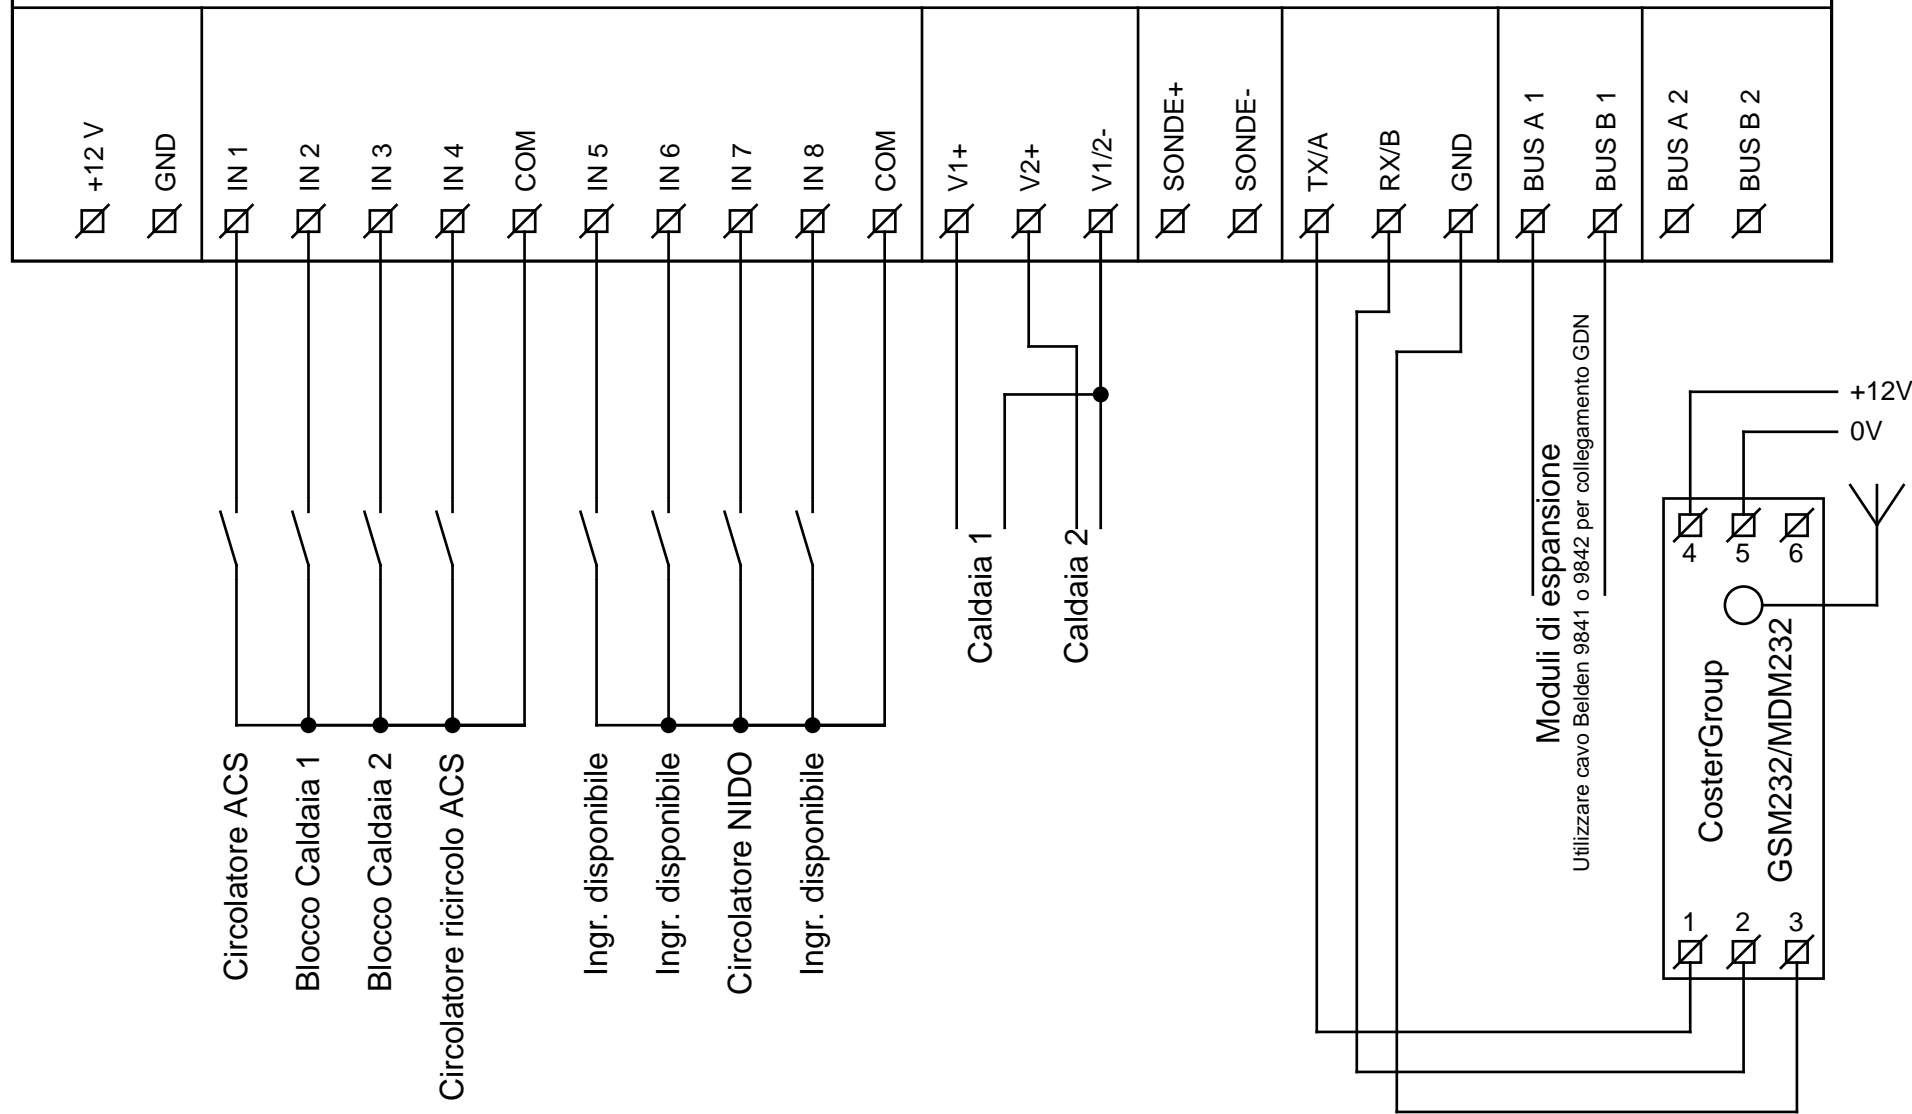 +12 V
GND
IN 1
IN 2
IN 3
IN 4
COM
IN 5
IN 6
IN 7
IN 8
COM
V1+
V2+
V1/2-
SONDE+
SONDE-
TX/A
RX/B
GND
BUS A 1
BUS B 1
BUS A 2
BUS B 2
Circolatore ACS
Blocco Caldaia 1
Blocco Caldaia 2
Circolatore ricircolo ACS
Ingr. disponibile
Ingr. disponibile
Circolatore NIDO
Ingr. disponibile
Caldaia 1
Caldaia 2
Moduli di espansione
Utilizzare cavo Belden 9841 o 9842 per collegamento GDN
+12V
0V
4
5
6
CosterGroup
GSM232/MDM232
1
2
3